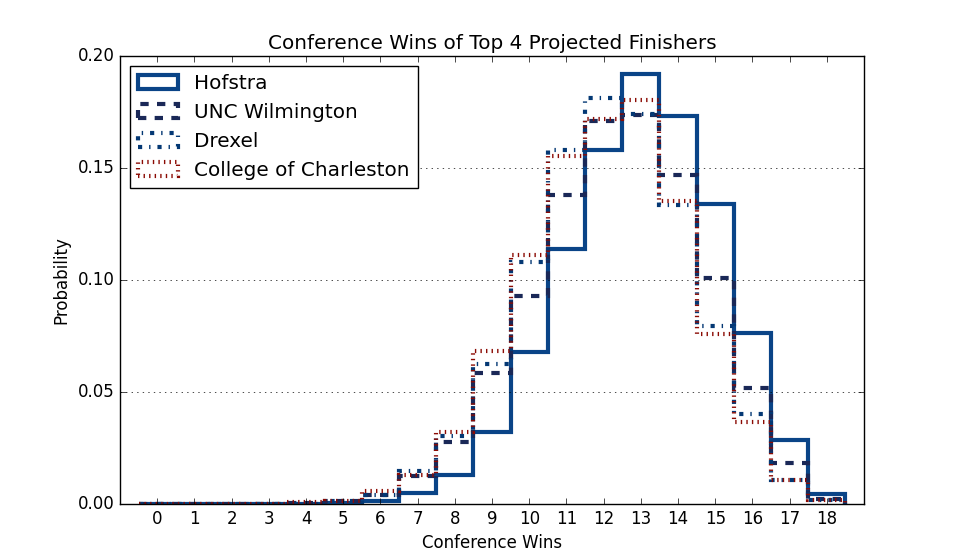 Conference Wins of Top 4 Projected Finishers
0.20
Hofstra
UNC Wilmington
Drexel
College of Charleston
0.15
0.10
0.05
0.00
Probability
0 1 2 3 4 5 6 7 8 9 10 11 12 13 14 15 16 17 18
Conference Wins